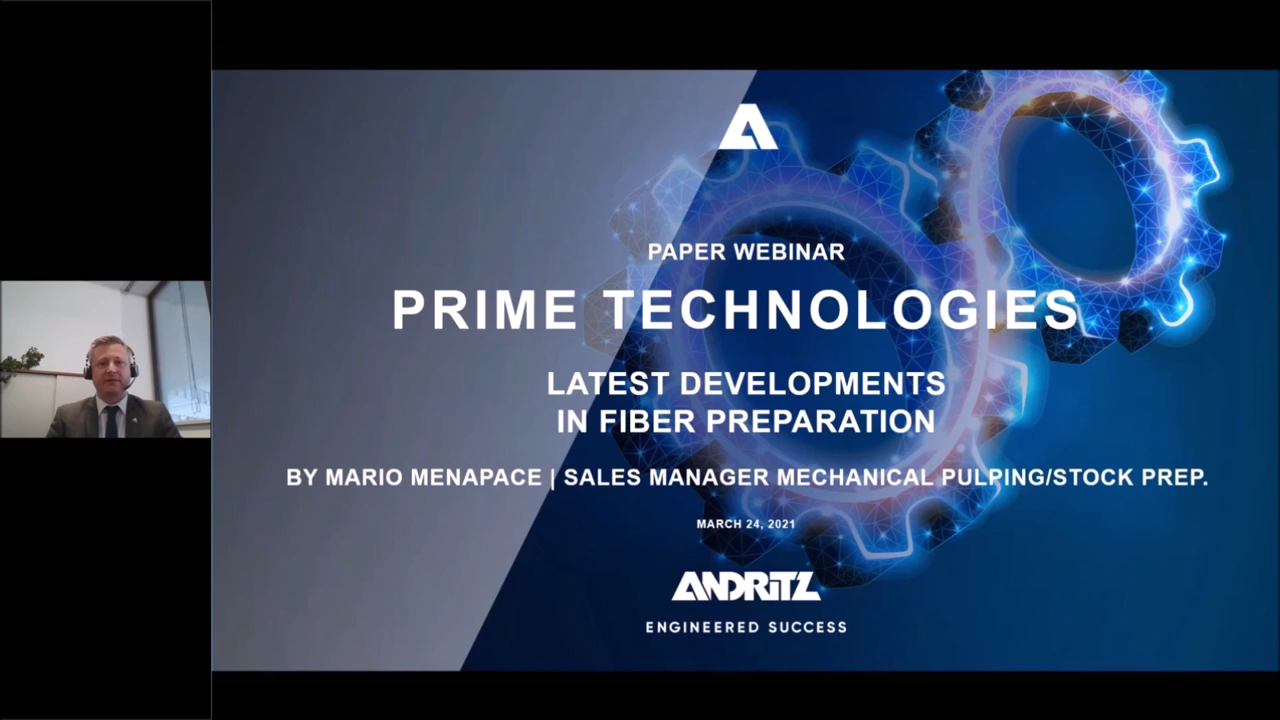 PAPER WEBINAR
PRIME TECHNOLOGIES
LATEST DEVELOPMENTS
IN FIBER PREPARATION
BY MARIO MENAPACE | SALES MANAGER MECHANICAL PULPING/STOCK PREP.
MARCH 24, 2021
ANDRITZ
ENGINEERED SUCCESS